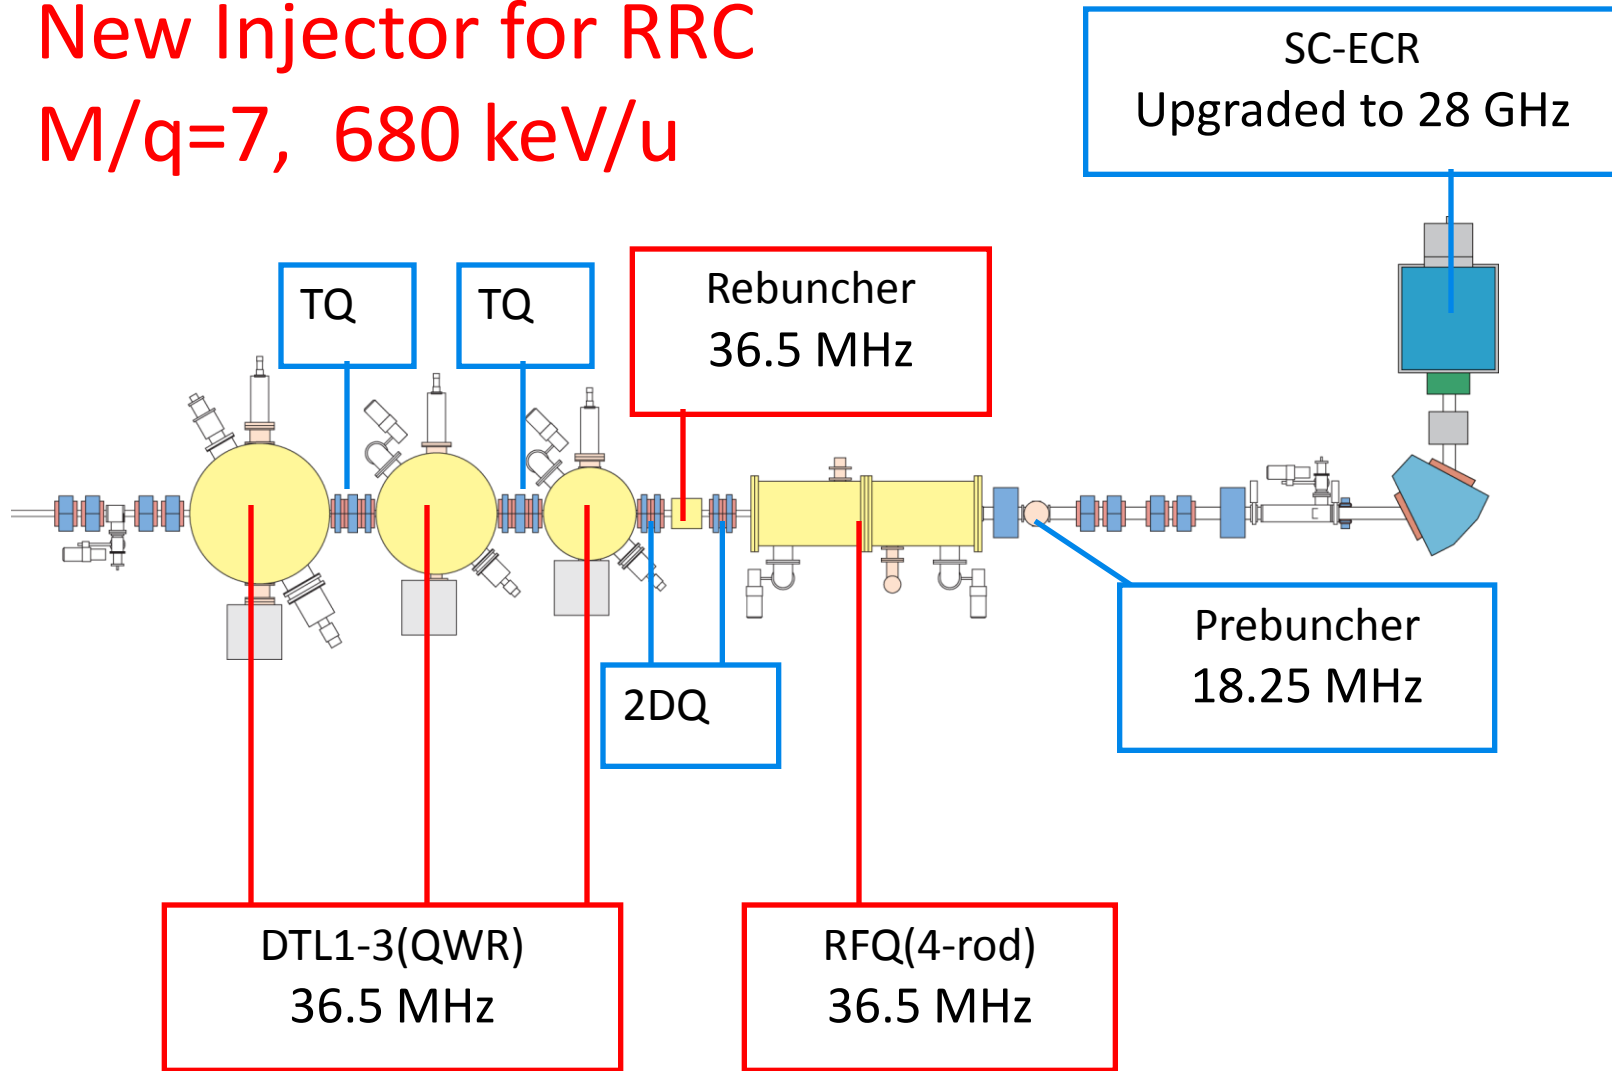 New Injector for RRC
M/q=7, 680 keV/u
SC-ECR
Upgraded to 28 GHz
TQ
TQ
Rebuncher
36.5 MHz
Prebuncher
18.25 MHz
2DQ
DTL1-3(QWR)
36.5 MHz
RFQ(4-rod)
36.5 MHz